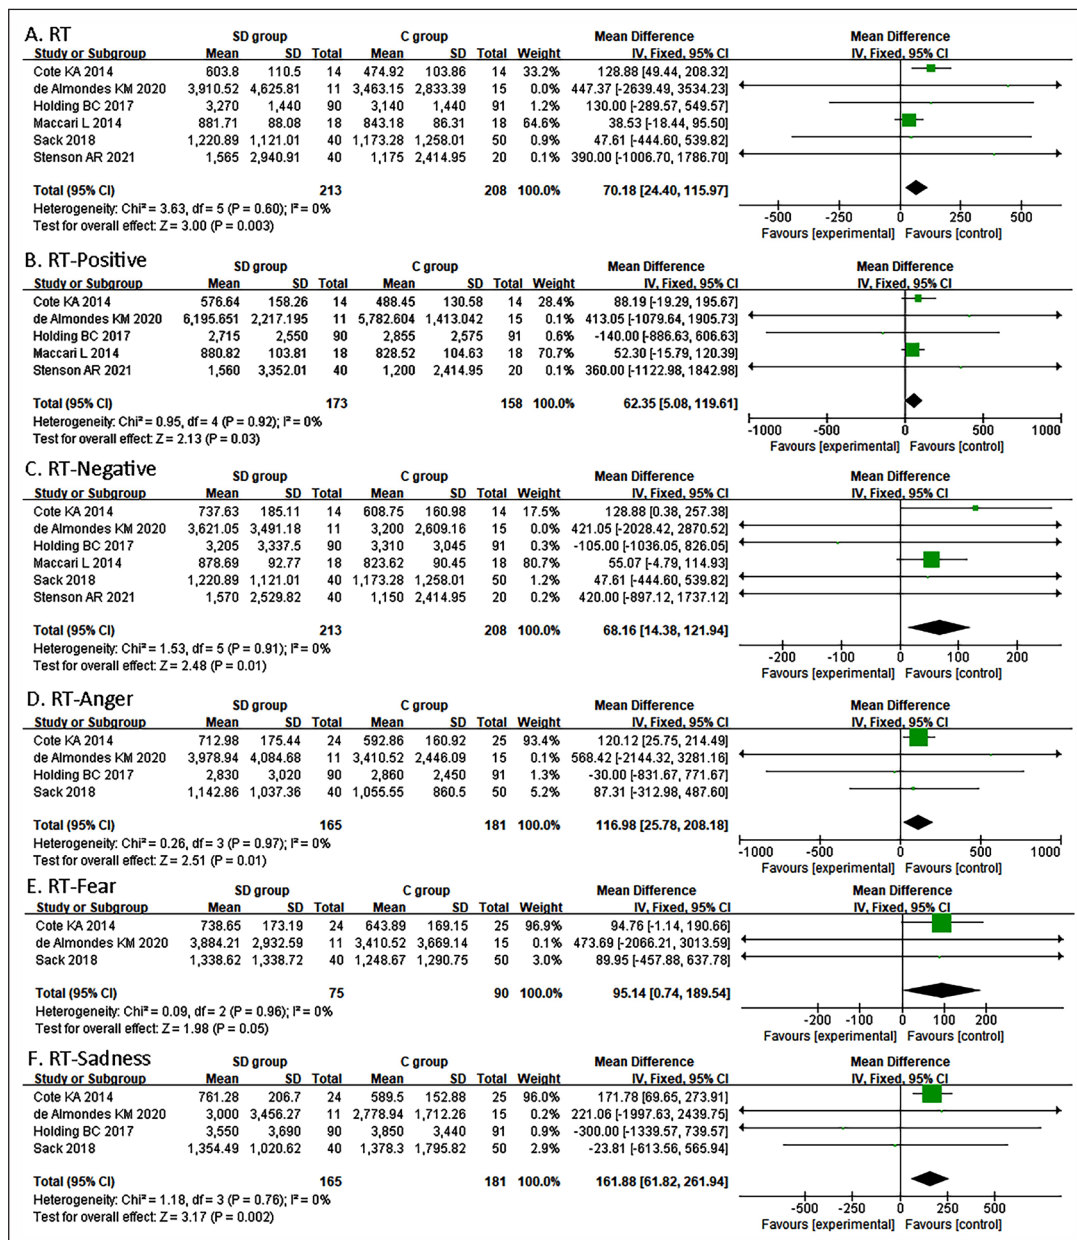 A. RT
SD group C group Mean Difference Mean Difference
Study or Subgroup Mean SD Total Mean SD Total Weight IV, Fixed, 95% CI IV, Fixed, 95% CI
Cote KA 2014 603.8 110.5 14 474.92 103.86 14 33.2% 128.88 [49.44, 208.32]
de Almondes KM 2020 3,910.52 4,625.81 11 3,463.15 2,833.39 15 0.0% 447.37 [-2639.49, 3534.23]
Holding BC 2017 3,270 1,440 90 3,140 1,440 91 1.2% 130.00 [-289.57, 549.57]
Maccari L 2014 881.71 88.08 18 843.18 86.31 18 64.6% 38.53 [-18.44, 95.50]
Sack 2018 1,220.89 1,121.01 40 1,173.28 1,258.01 50 0.9% 47.61 [-444.60, 539.82]
Stenson AR 2021 1,565 2,940.91 40 1,175 2,414.95 20 0.1% 390.00 [-1006.70, 1786.70]
Total (95% CI) 213 208 100.0% 70.18 [24.40, 115.97]
Heterogeneity: Chi² = 3.63, df = 5 (P = 0.60); I² = 0%
Test for overall effect: Z = 3.00 (P = 0.003)
-500 -250 0 250 500
Favours [experimental] Favours [control]
B. RT-Positive
SD group C group Mean Difference Mean Difference
Study or Subgroup Mean SD Total Mean SD Total Weight IV, Fixed, 95% CI IV, Fixed, 95% CI
Cote KA 2014 576.64 158.26 14 488.45 130.58 14 28.4% 88.19 [-19.29, 195.67]
de Almondes KM 2020 6,195.651 2,217.195 11 5,782.604 1,413.042 15 0.1% 413.05 [-1079.64, 1905.73]
Holding BC 2017 2,715 2,550 90 2,855 2,575 91 0.6% -140.00 [-886.63, 606.63]
Maccari L 2014 880.82 103.81 18 828.52 104.63 18 70.7% 52.30 [-15.79, 120.39]
Stenson AR 2021 1,560 3,352.01 40 1,200 2,414.95 20 0.1% 360.00 [-1122.98, 1842.98]
Total (95% CI) 173 158 100.0% 62.35 [5.08, 119.61]
Heterogeneity: Chi² = 0.95, df = 4 (P = 0.92); I² = 0%
Test for overall effect: Z = 2.13 (P = 0.03)
-1000 -500 0 500 1000
Favours [experimental] Favours [control]
C. RT-Negative
SD group C group Mean Difference Mean Difference
Study or Subgroup Mean SD Total Mean SD Total Weight IV, Fixed, 95% CI IV, Fixed, 95% CI
Cote KA 2014 737.63 185.11 14 608.75 160.98 14 17.5% 128.88 [0.38, 257.38]
de Almondes KM 2020 3,621.05 3,491.18 11 3,200 2,609.16 15 0.0% 421.05 [-2028.42, 2870.52]
Holding BC 2017 3,205 3,337.5 90 3,310 3,045 91 0.3% -105.00 [-1036.05, 826.05]
Maccari L 2014 878.69 92.77 18 823.62 90.45 18 80.7% 55.07 [-4.79, 114.93]
Sack 2018 1,220.89 1,121.01 40 1,173.28 1,258.01 50 1.2% 47.61 [-444.60, 539.82]
Stenson AR 2021 1,570 2,529.82 40 1,150 2,414.95 20 0.2% 420.00 [-897.12, 1737.12]
Total (95% CI) 213 208 100.0% 68.16 [14.38, 121.94]
Heterogeneity: Chi² = 1.53, df = 5 (P = 0.91); I² = 0%
Test for overall effect: Z = 2.48 (P = 0.01)
-200 -100 0 100 200
Favours [experimental] Favours [control]
D. RT-Anger
SD group C group Mean Difference Mean Difference
Study or Subgroup Mean SD Total Mean SD Total Weight IV, Fixed, 95% CI IV, Fixed, 95% CI
Cote KA 2014 712.98 175.44 24 592.86 160.92 25 93.4% 120.12 [25.75, 214.49]
de Almondes KM 2020 3,978.94 4,084.68 11 3,410.52 2,446.09 15 0.1% 568.42 [-2144.32, 3281.16]
Holding BC 2017 2,830 3,020 90 2,860 2,450 91 1.3% -30.00 [-831.67, 771.67]
Sack 2018 1,142.86 1,037.36 40 1,055.55 860.5 50 5.2% 87.31 [-312.98, 487.60]
Total (95% CI) 165 181 100.0% 116.98 [25.78, 208.18]
Heterogeneity: Chi² = 0.26, df = 3 (P = 0.97); I² = 0%
Test for overall effect: Z = 2.51 (P = 0.01)
-1000 -500 0 500 1000
Favours [experimental] Favours [control]
E. RT-Fear
SD group C group Mean Difference Mean Difference
Study or Subgroup Mean SD Total Mean SD Total Weight IV, Fixed, 95% CI IV, Fixed, 95% CI
Cote KA 2014 738.65 173.19 24 643.89 169.15 25 96.9% 94.76 [-1.14, 190.66]
de Almondes KM 2020 3,884.21 2,932.59 11 3,410.52 3,669.14 15 0.1% 473.69 [-2066.21, 3013.59]
Sack 2018 1,338.62 1,338.72 40 1,248.67 1,290.75 50 3.0% 89.95 [-457.88, 637.78]
Total (95% CI) 75 90 100.0% 95.14 [0.74, 189.54]
Heterogeneity: Chi² = 0.09, df = 2 (P = 0.96); I² = 0%
Test for overall effect: Z = 1.98 (P = 0.05)
-200 -100 0 100 200
Favours [experimental] Favours [control]
F. RT-Sadness
SD group C group Mean Difference Mean Difference
Study or Subgroup Mean SD Total Mean SD Total Weight IV, Fixed, 95% CI IV, Fixed, 95% CI
Cote KA 2014 761.28 206.7 24 589.5 152.88 25 96.0% 171.78 [69.65, 273.91]
de Almondes KM 2020 3,000 3,456.27 11 2,778.94 1,712.26 15 0.2% 221.06 [-1997.63, 2439.75]
Holding BC 2017 3,550 3,690 90 3,850 3,440 91 0.9% -300.00 [-1339.57, 739.57]
Sack 2018 1,354.49 1,020.62 40 1,378.3 1,795.82 50 2.9% -23.81 [-613.56, 565.94]
Total (95% CI) 165 181 100.0% 161.88 [61.82, 261.94]
Heterogeneity: Chi² = 1.18, df = 3 (P = 0.76); I² = 0%
Test for overall effect: Z = 3.17 (P = 0.002)
-500 -250 0 250 500
Favours [experimental] Favours [control]